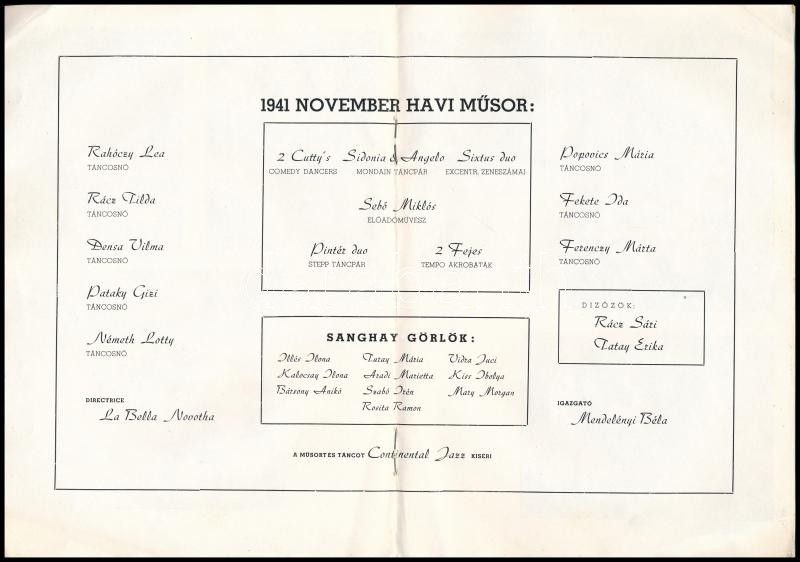 1941 NOVEMBER HAVI MŰSOR:
Rahóczy Lea
TÁNCOSNŐ
Rácz Tilda
TÁNCOSNŐ
Densa Vilma
TÁNCOSNŐ
Pataky Gizi
TÁNCOSNŐ
Németh Lotty
TÁNCOSNŐ
DIRECTRICE
La Bella Novotha
2 Cutty's Sidonia & Angelo Sixtus duo
COMEDY DANCERS MONDAIN TÁNCPÁR EXCENTR. ZENESZÁMAI
Sebő Miklós
ELŐADÓMŰVÉSZ
Pintér duo 2 Fejes
STEPP TÁNCPÁR TEMPO AKROBATÁK
SANGHAY GÖRLÖK:
Illés Ilona Turay Mária Vidra Juci
Kalocsay Ilona Aradi Marietta Kiss Ibolya
Bársony Anikó Szabó Irén Mary Morgan
Rosita Ramon
A MŰSORT ÉS TÁNCOT Continental Jazz KISÉRI
Popovics Mária
TÁNCOSNŐ
Fekete Ida
TÁNCOSNŐ
Ferenczy Márta
TÁNCOSNŐ
DIZŐZÖK:
Rácz Sári
Tatay Erika
IGAZGATÓ
Mendelényi Béla